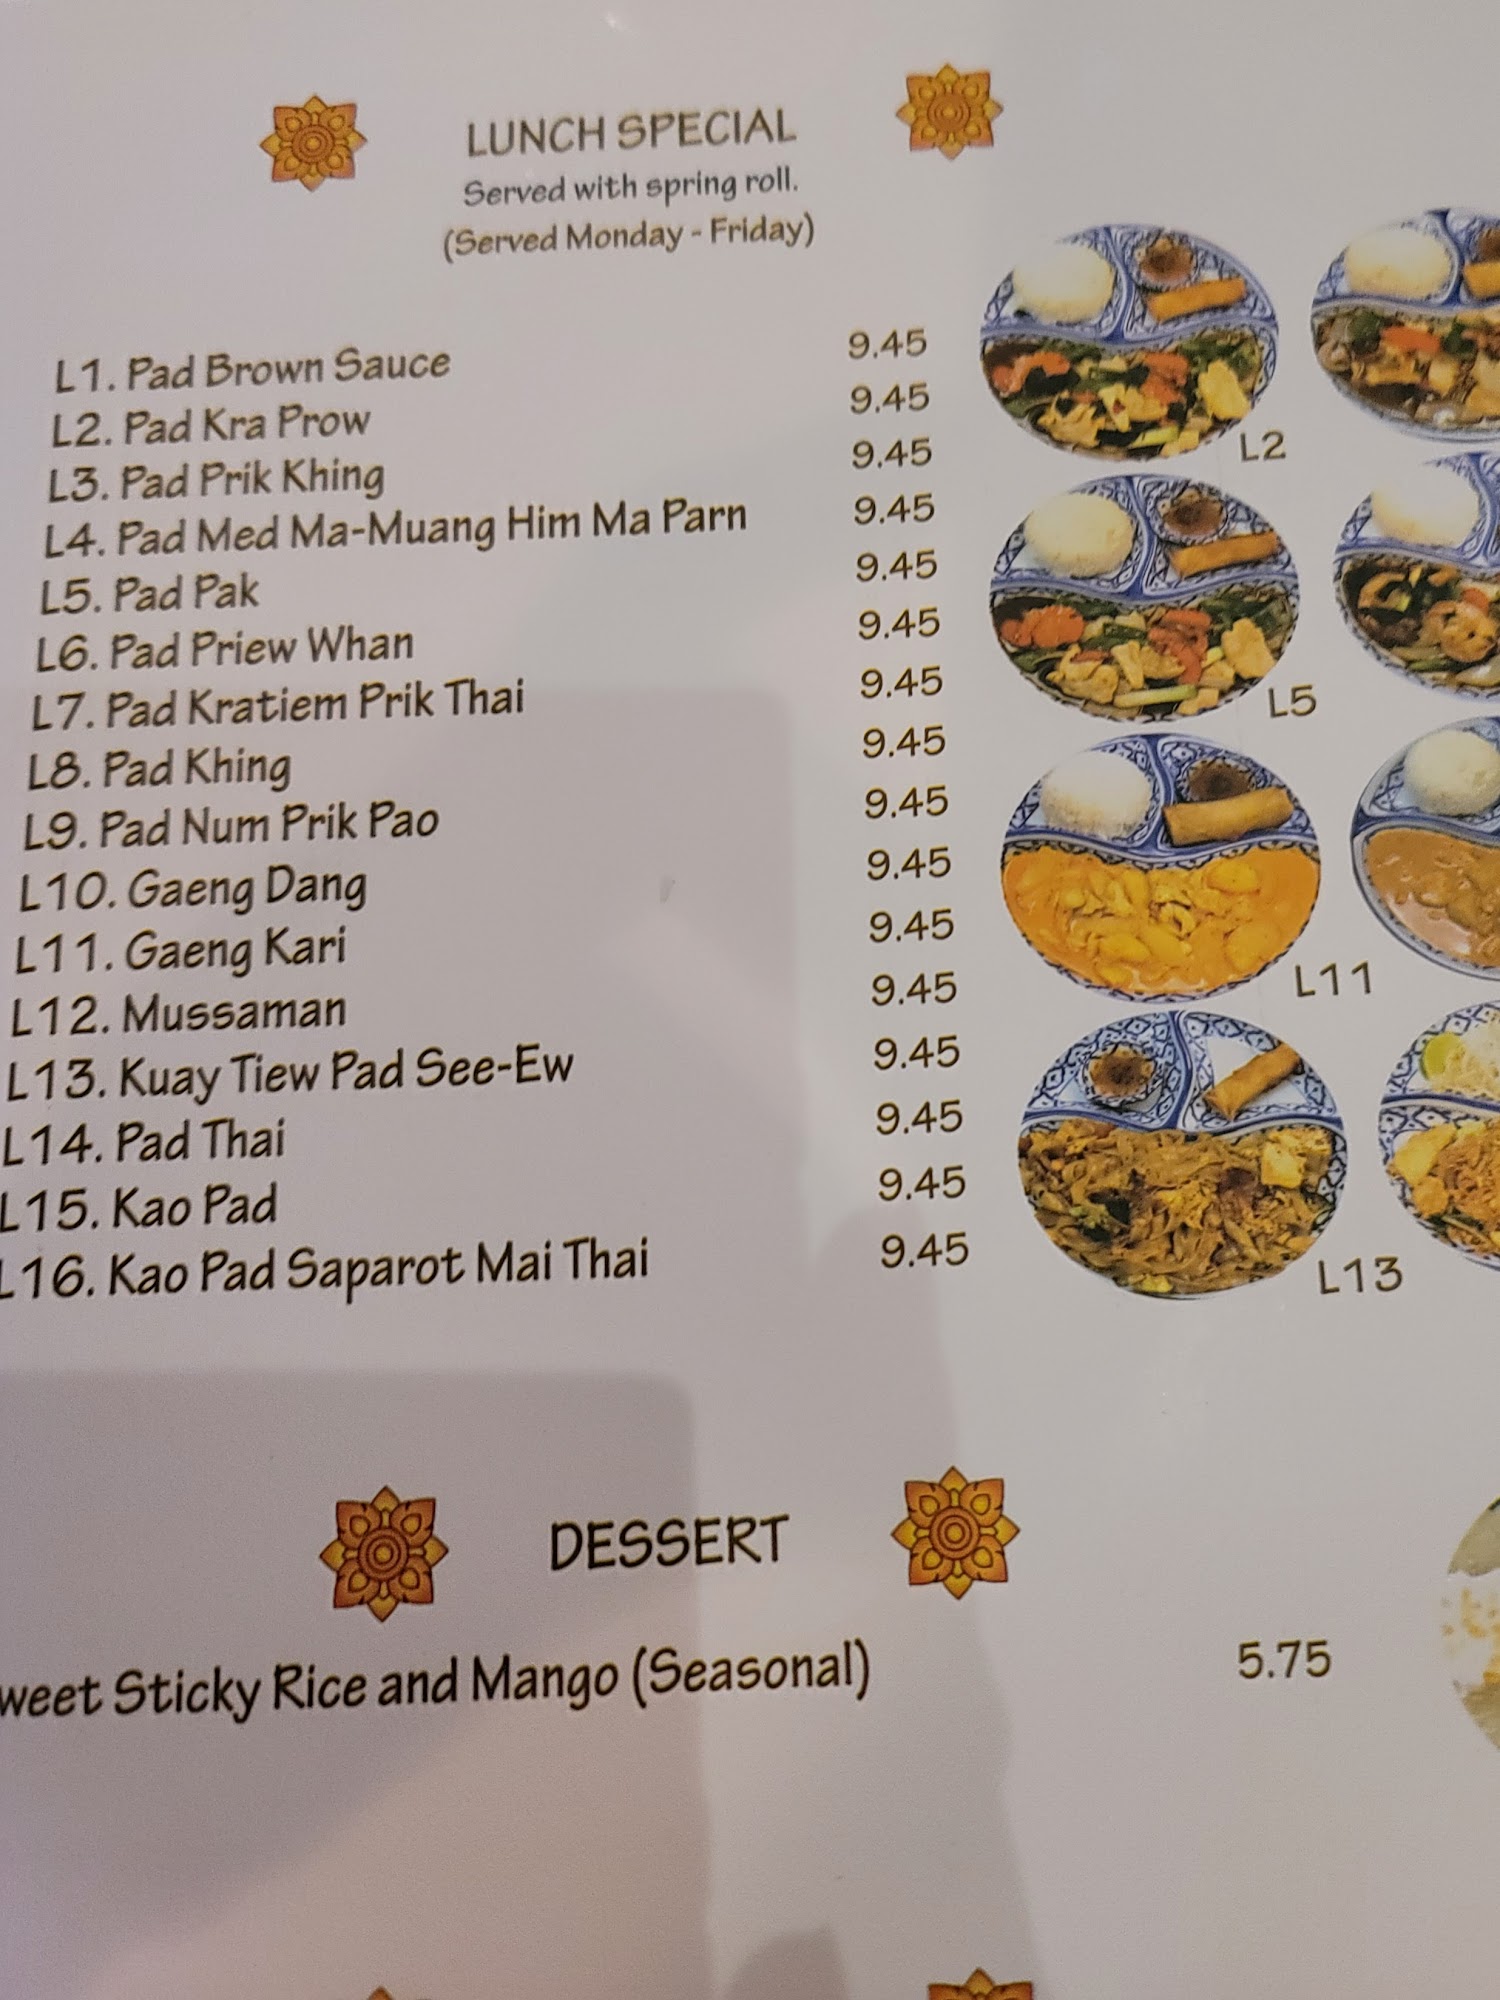 LUNCH SPECIAL
Served with spring roll.
(Served Monday - Friday)
L1. Pad Brown Sauce 9.45
L2. Pad Kra Prow 9.45
L3. Pad Prik Khing 9.45
L4. Pad Med Ma-Muang Him Ma Parn 9.45
L5. Pad Pak 9.45
L6. Pad Priew Whan 9.45
L7. Pad Kratiem Prik Thai 9.45
L8. Pad Khing 9.45
L9. Pad Num Prik Pao 9.45
L10. Gaeng Dang 9.45
L11. Gaeng Kari 9.45
L12. Mussaman 9.45
L13. Kuay Tiew Pad See-Ew 9.45
L14. Pad Thai 9.45
L15. Kao Pad 9.45
L16. Kao Pad Saparot Mai Thai 9.45
L2
L5
L11
L13
DESSERT
weet Sticky Rice and Mango (Seasonal) 5.75